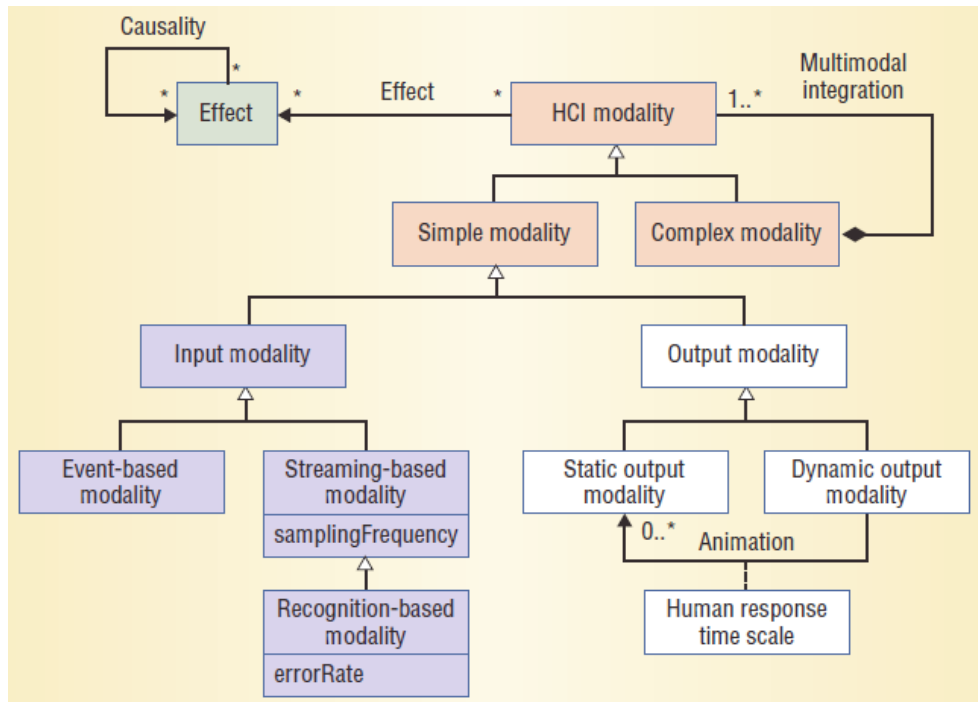 Causality
*
*
Effect
*
Effect
*
HCI modality
1..*
Multimodal
integration
Simple modality
Complex modality
Input modality
Output modality
Event-based
modality
Streaming-based
modality
samplingFrequency
Static output
modality
Dynamic output
modality
0..*
Animation
Recognition-based
modality
errorRate
Human response
time scale